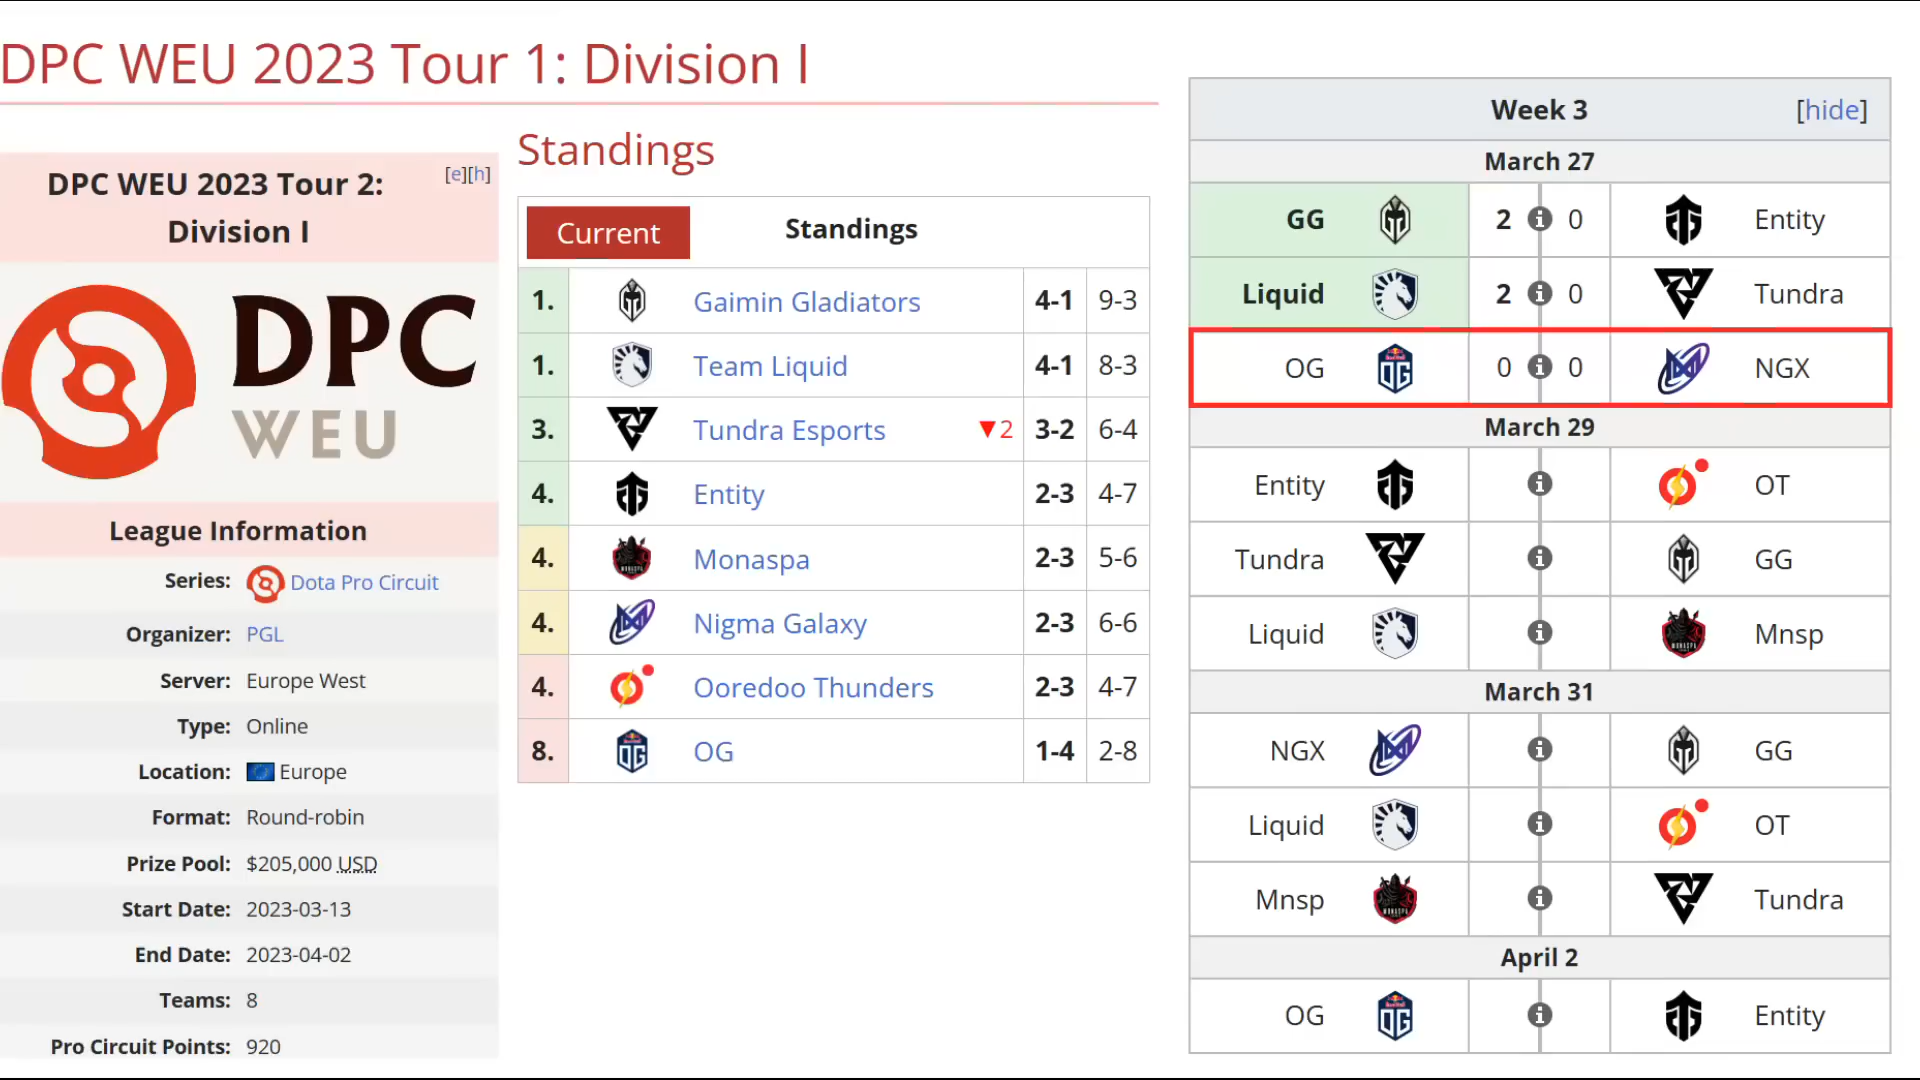 DPC WEU 2023 Tour 1: Division I
DPC WEU 2023 Tour 2:
Division I
[e][h]
DPC
WEU
League Information
Series: Dota Pro Circuit
Organizer: PGL
Server: Europe West
Type: Online
Location: Europe
Format: Round-robin
Prize Pool: $205,000 USD
Start Date: 2023-03-13
End Date: 2023-04-02
Teams: 8
Pro Circuit Points: 920
Standings
Current Standings
1. Gaimin Gladiators 4-1 9-3
1. Team Liquid 4-1 8-3
3. Tundra Esports ▼2 3-2 6-4
4. Entity 2-3 4-7
4. Monaspa 2-3 5-6
4. Nigma Galaxy 2-3 6-6
4. Ooredoo Thunders 2-3 4-7
8. OG 1-4 2-8
Week 3 [hide]
March 27
GG 2 0 Entity
Liquid 2 0 Tundra
OG 0 0 NGX
March 29
Entity OT
Tundra GG
Liquid Mnsp
March 31
NGX GG
Liquid OT
Mnsp Tundra
April 2
OG Entity